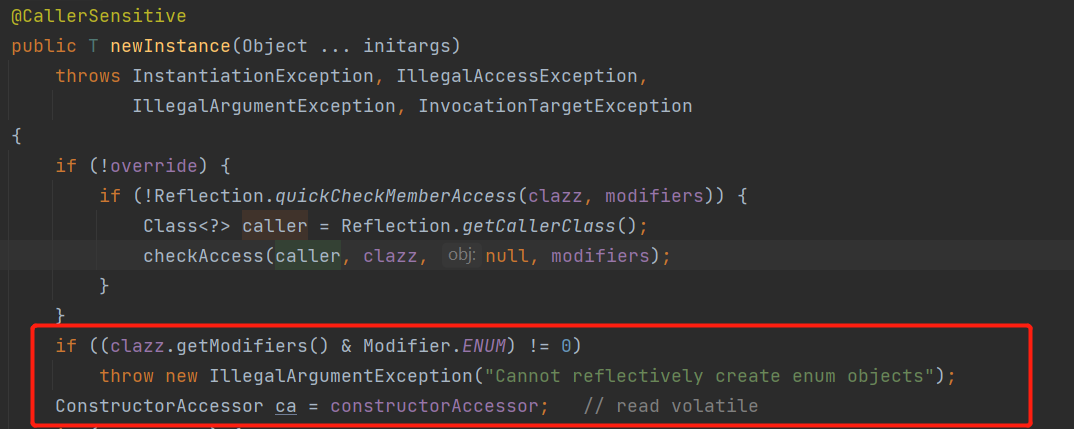 @CallerSensitive
public T newInstance(Object ... initargs)
throws InstantiationException, IllegalAccessException,
IllegalArgumentException, InvocationTargetException
{
if (!override) {
if (!Reflection.quickCheckMemberAccess(clazz, modifiers)) {
Class<?> caller = Reflection.getCallerClass();
checkAccess(caller, clazz, obj: null, modifiers);
}
}
if ((clazz.getModifiers() & Modifier.ENUM) != 0)
throw new IllegalArgumentException("Cannot reflectively create enum objects");
ConstructorAccessor ca = constructorAccessor; // read volatile